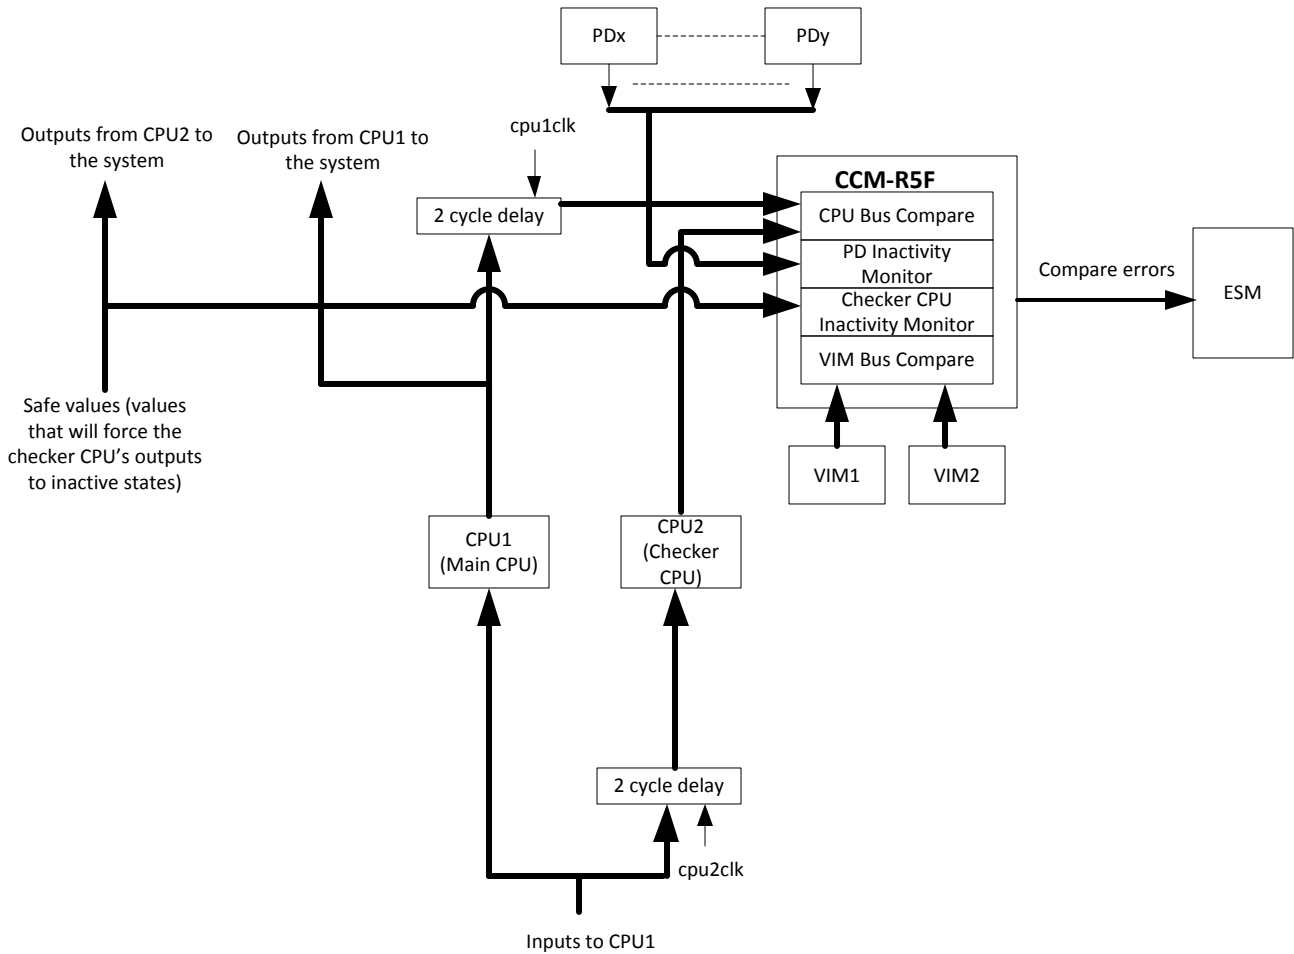 PDx
PDy
Outputs from CPU2 to
the system
Outputs from CPU1 to
the system
cpu1clk
2 cycle delay
CCM-R5F
CPU Bus Compare
PD Inactivity
Monitor
Checker CPU
Inactivity Monitor
VIM Bus Compare
Compare errors
ESM
Safe values (values
that will force the
checker CPU's outputs
to inactive states)
VIM1
VIM2
CPU1
(Main CPU)
CPU2
(Checker
CPU)
2 cycle delay
cpu2clk
Inputs to CPU1